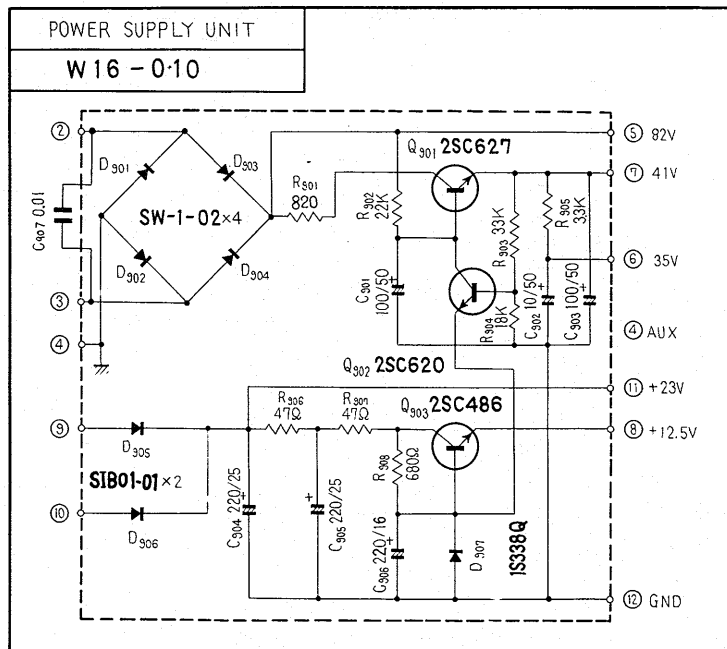 POWER SUPPLY UNIT
W16-010
② ⑤ 82V
Q901 2SC627
D901 D903
⑦ 41V
R901
820
R902
22K
R903
33K
R905
3.3K
C907 0.01
SW-1-02×4
⑥ 35V
D902 D904
C901
100/50
R904
18K
C902
10/50
C903
100/50
③
④ ④ AUX
Q902 2SC620
⑪ +23V
R906
47Ω
R907
47Ω
Q903 2SC486
⑨ ⑧ +12.5V
D905
R908
680Ω
SIB01-01×2
C904 220/25
C905 220/25
⑩
D906
C906 220/16
D907
1S338Q
⑫ GND